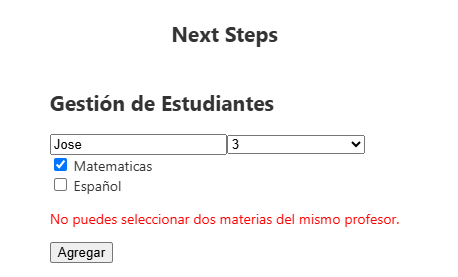 Next Steps
Gestión de Estudiantes
Jose 3
Matematicas
Español
No puedes seleccionar dos materias del mismo profesor.
Agregar